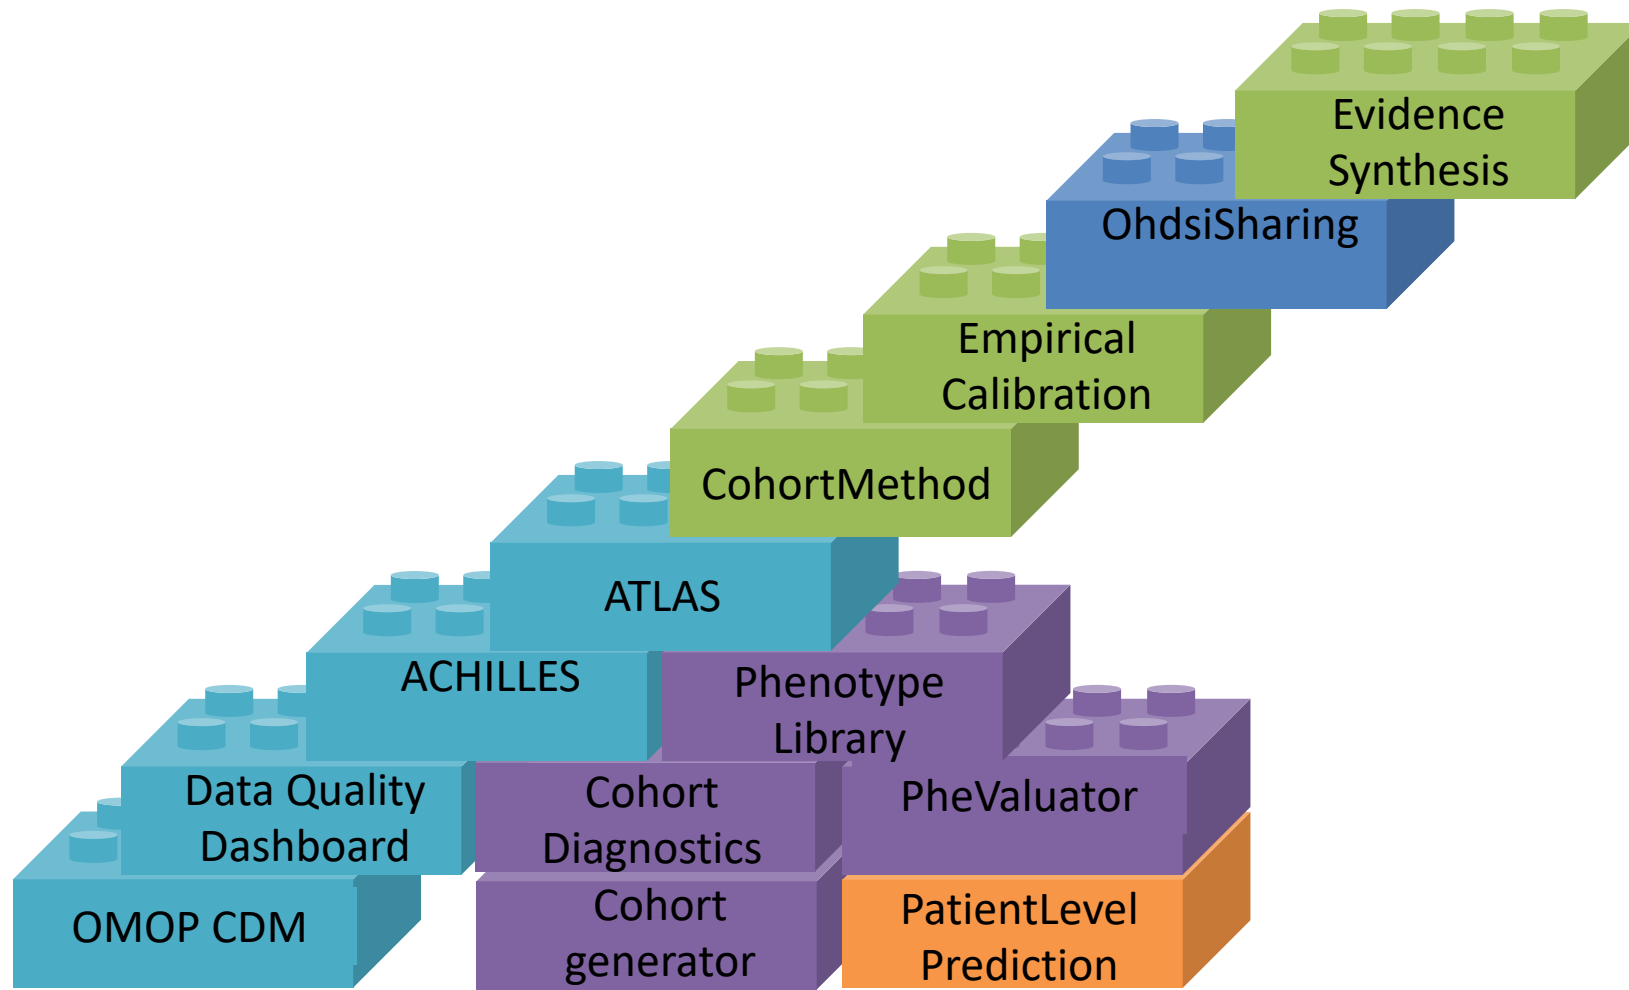 Evidence
Synthesis
OhdsiSharing
Empirical
Calibration
CohortMethod
ATLAS
ACHILLES
Phenotype
Library
Data Quality
Dashboard
Cohort
Diagnostics
PheValuator
OMOP CDM
Cohort
generator
PatientLevel
Prediction